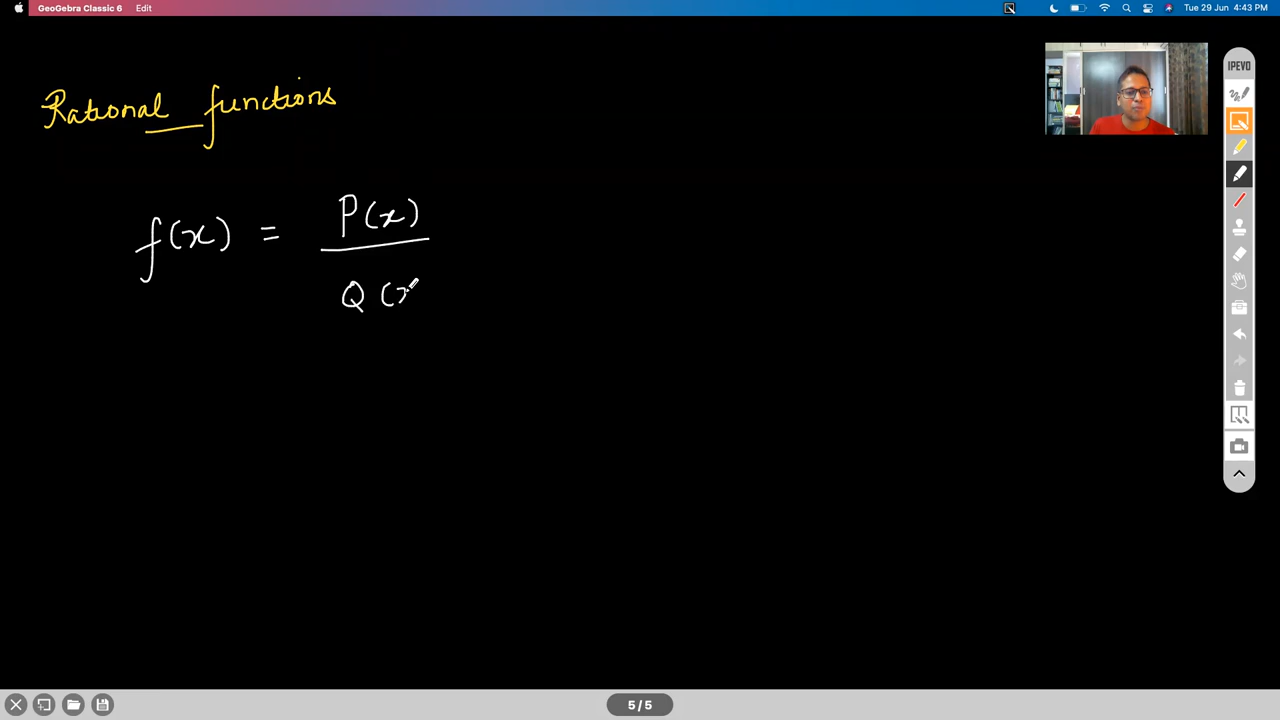 GeoGebra Classic 6 Edit Tue 29 Jun 4:43 PM
IPEVO
Rational functions
f(x) = P(x)
Q (x
5 / 5